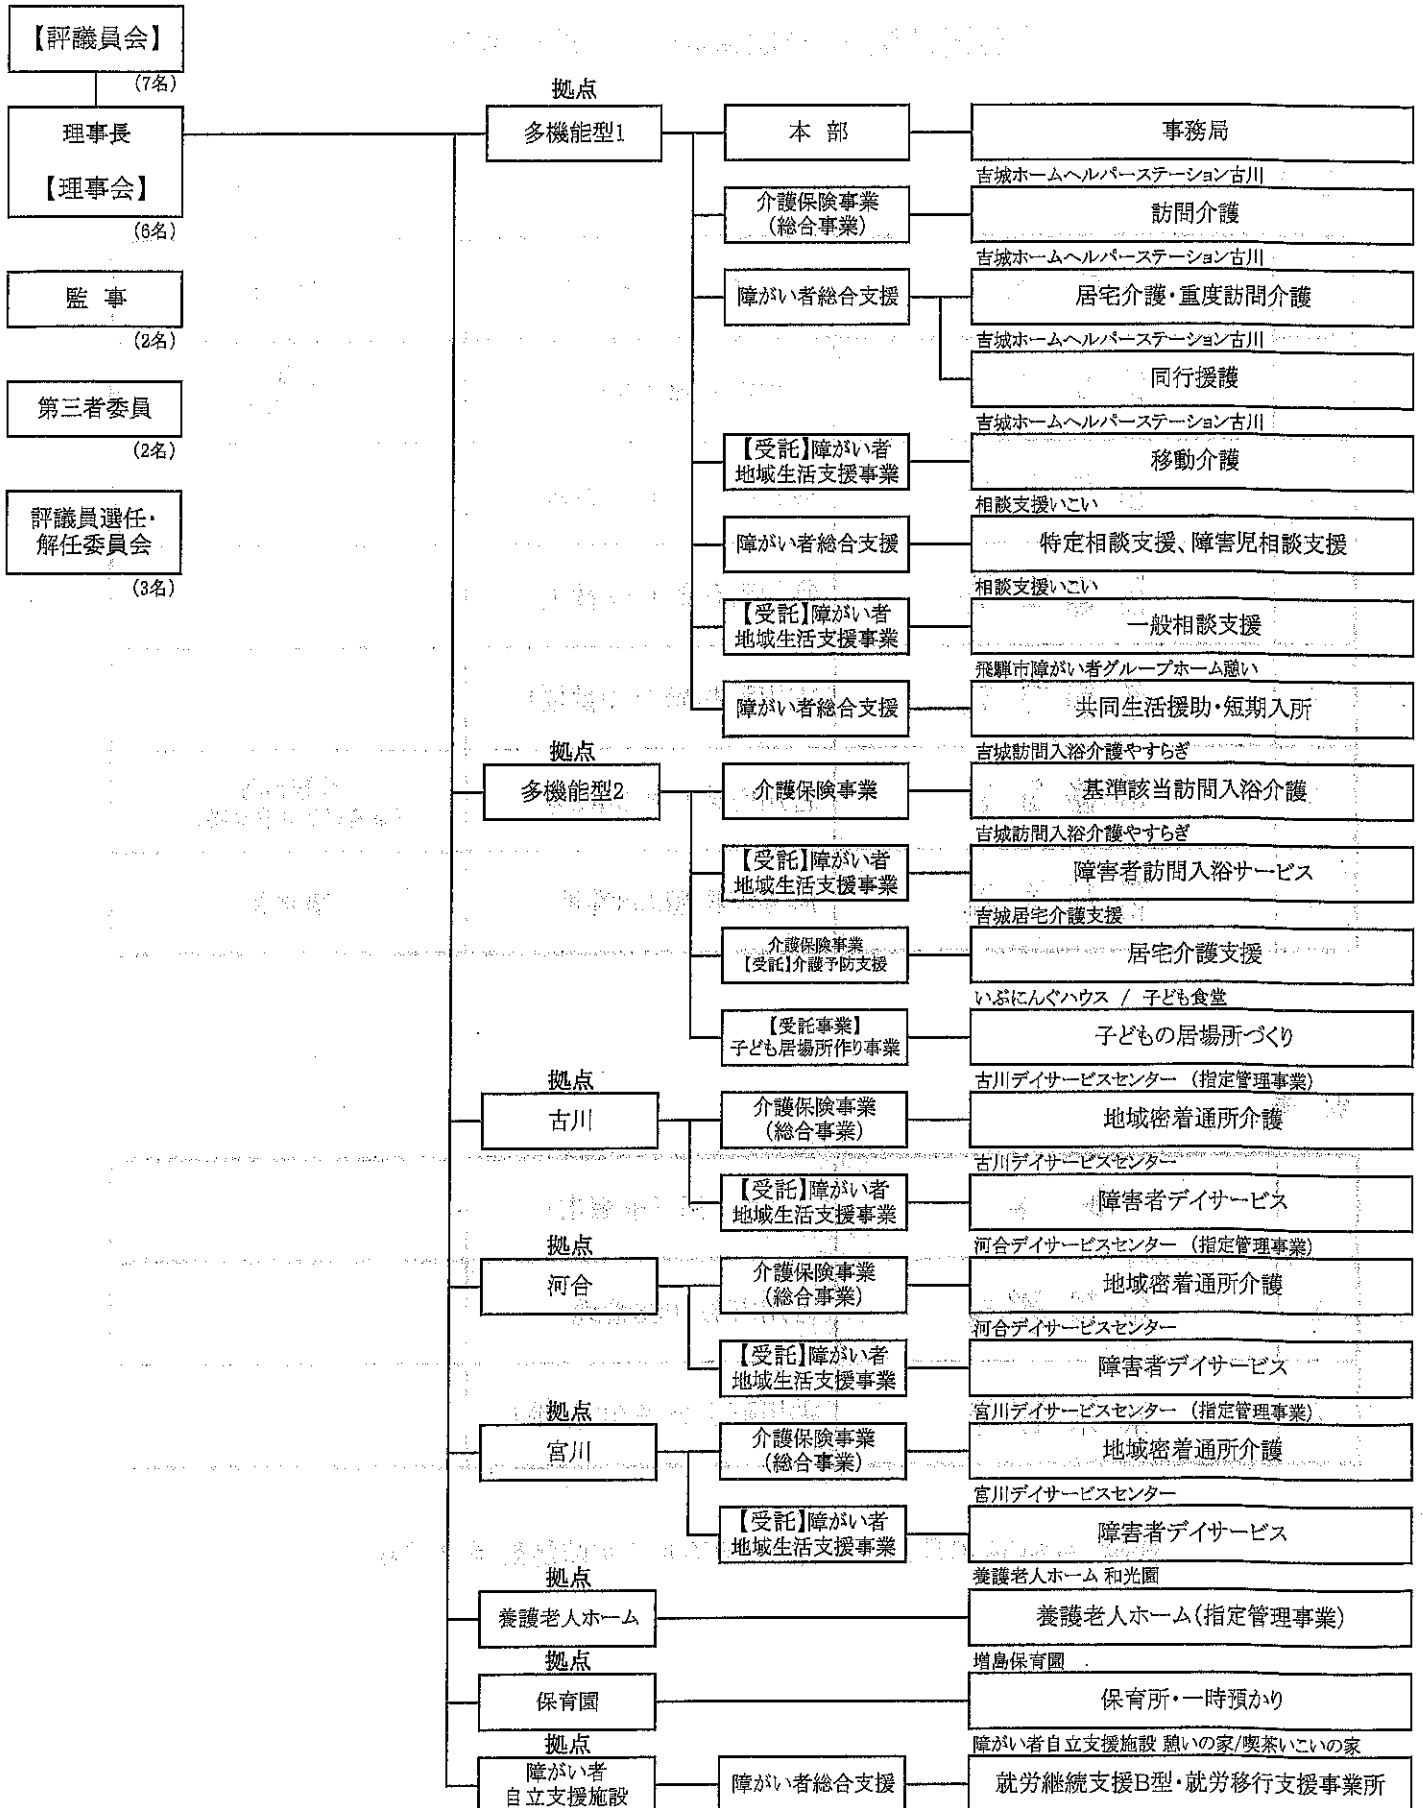 【評議員会】
(7名)
理事長
【理事会】
(6名)
監 事
(2名)
第三者委員
(2名)
評議員選任・
解任委員会
(3名)
拠点
多機能型1
本 部
事務局
介護保険事業
(総合事業)
吉城ホームヘルパーステーション古川
訪問介護
障がい者総合支援
吉城ホームヘルパーステーション古川
居宅介護・重度訪問介護
吉城ホームヘルパーステーション古川
同行援護
【受託】障がい者
地域生活支援事業
吉城ホームヘルパーステーション古川
移動介護
障がい者総合支援
相談支援いこい
特定相談支援、障害児相談支援
【受託】障がい者
地域生活支援事業
相談支援いこい
一般相談支援
障がい者総合支援
飛騨市障がい者グループホーム憩い
共同生活援助・短期入所
拠点
多機能型2
介護保険事業
吉城訪問入浴介護やすらぎ
基準該当訪問入浴介護
【受託】障がい者
地域生活支援事業
吉城訪問入浴介護やすらぎ
障害者訪問入浴サービス
介護保険事業
【受託】介護予防支援
吉城居宅介護支援
居宅介護支援
【受託事業】
子ども居場所作り事業
いぶにんぐハウス / 子ども食堂
子どもの居場所づくり
拠点
古川
介護保険事業
(総合事業)
古川デイサービスセンター (指定管理事業)
地域密着通所介護
【受託】障がい者
地域生活支援事業
古川デイサービスセンター
障害者デイサービス
拠点
河合
介護保険事業
(総合事業)
河合デイサービスセンター (指定管理事業)
地域密着通所介護
【受託】障がい者
地域生活支援事業
河合デイサービスセンター
障害者デイサービス
拠点
宮川
介護保険事業
(総合事業)
宮川デイサービスセンター (指定管理事業)
地域密着通所介護
【受託】障がい者
地域生活支援事業
宮川デイサービスセンター
障害者デイサービス
拠点
養護老人ホーム
養護老人ホーム 和光園
養護老人ホーム(指定管理事業)
拠点
保育園
増島保育園
保育所・一時預かり
拠点
障がい者
自立支援施設
障がい者総合支援
障がい者自立支援施設 憩いの家/喫茶いこいの家
就労継続支援B型・就労移行支援事業所